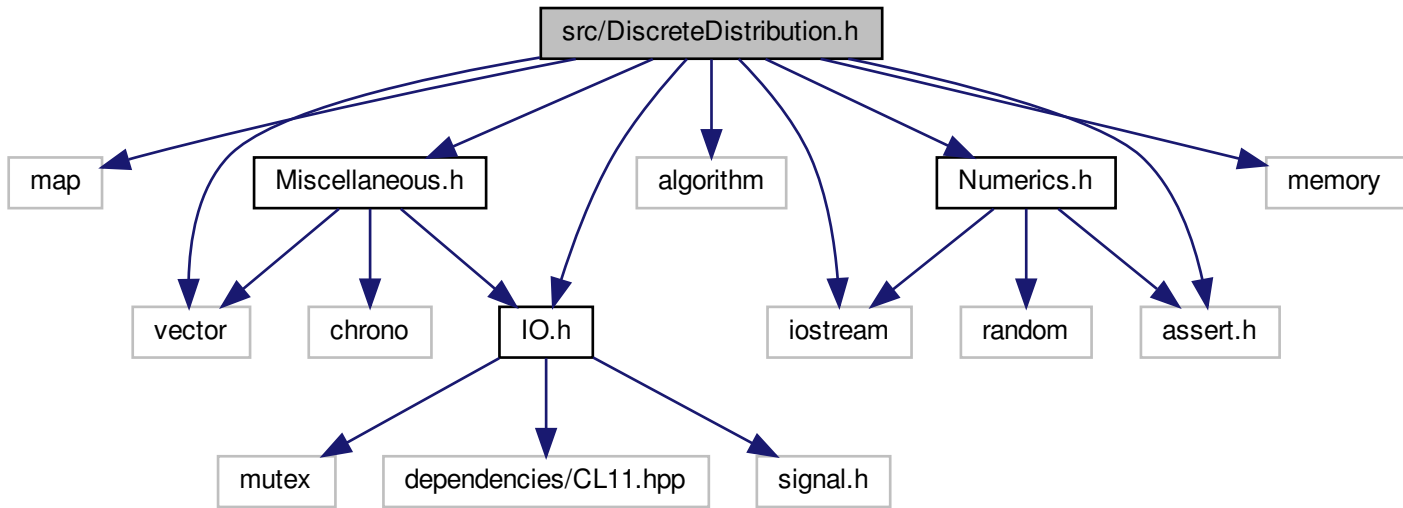 src/DiscreteDistribution.h
map
Miscellaneous.h
algorithm
Numerics.h
memory
vector
chrono
IO.h
iostream
random
assert.h
mutex
dependencies/CL11.hpp
signal.h